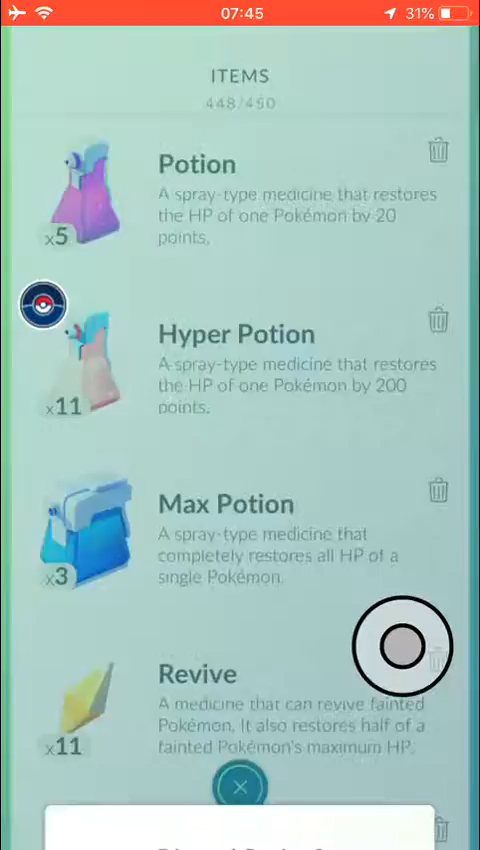 07:45
31%
ITEMS
448/450
Potion
A spray-type medicine that restores
the HP of one Pokémon by 20
points.
x5
Hyper Potion
A spray-type medicine that restores
the HP of one Pokémon by 200
points.
x11
Max Potion
A spray-type medicine that
completely restores all HP of a
single Pokémon.
x3
Revive
A medicine that can revive fainted
Pokémon. It also restores half of a
fainted Pokémon's maximum HP.
x11